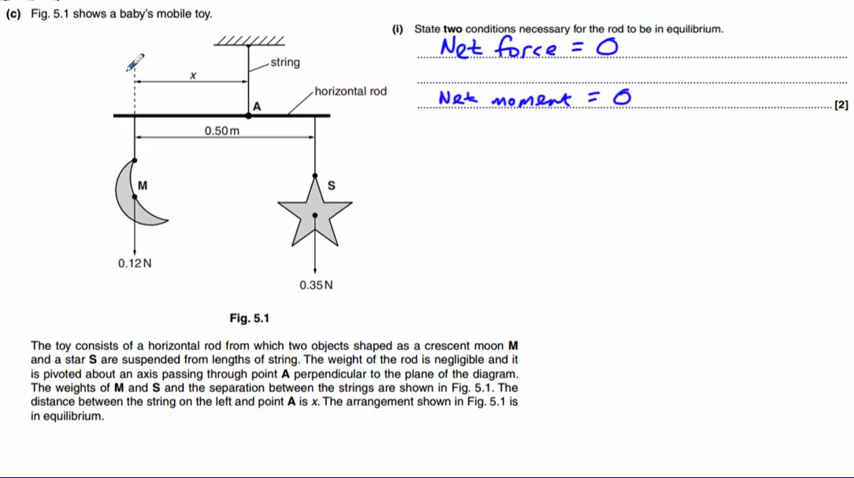 (c) Fig. 5.1 shows a baby's mobile toy.
string
x
horizontal rod
A
0.50 m
M
S
0.12 N
0.35 N
Fig. 5.1
The toy consists of a horizontal rod from which two objects shaped as a crescent moon M
and a star S are suspended from lengths of string. The weight of the rod is negligible and it
is pivoted about an axis passing through point A perpendicular to the plane of the diagram.
The weights of M and S and the separation between the strings are shown in Fig. 5.1. The
distance between the string on the left and point A is x. The arrangement shown in Fig. 5.1 is
in equilibrium.
(i) State two conditions necessary for the rod to be in equilibrium.
Net force = 0
Net moment = 0
[2]